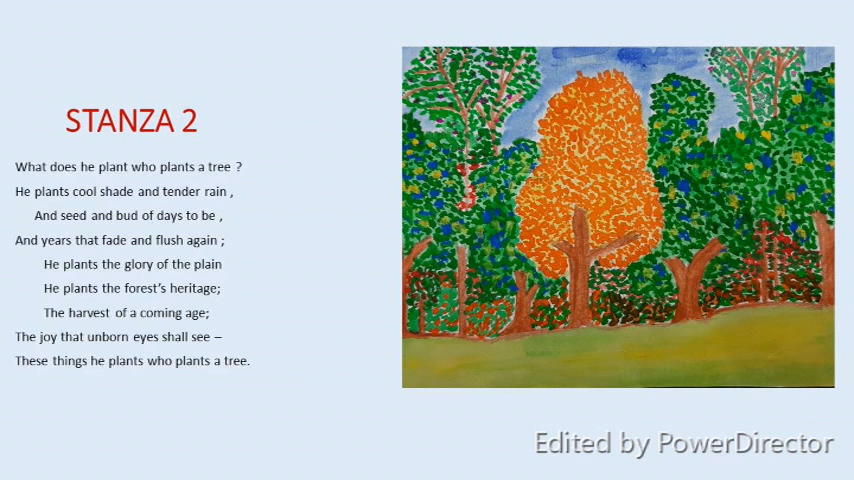 STANZA 2
What does he plant who plants a tree ?
He plants cool shade and tender rain ,
And seed and bud of days to be ,
And years that fade and flush again ;
He plants the glory of the plain
He plants the forest’s heritage;
The harvest of a coming age;
The joy that unborn eyes shall see –
These things he plants who plants a tree.
Edited by PowerDirector